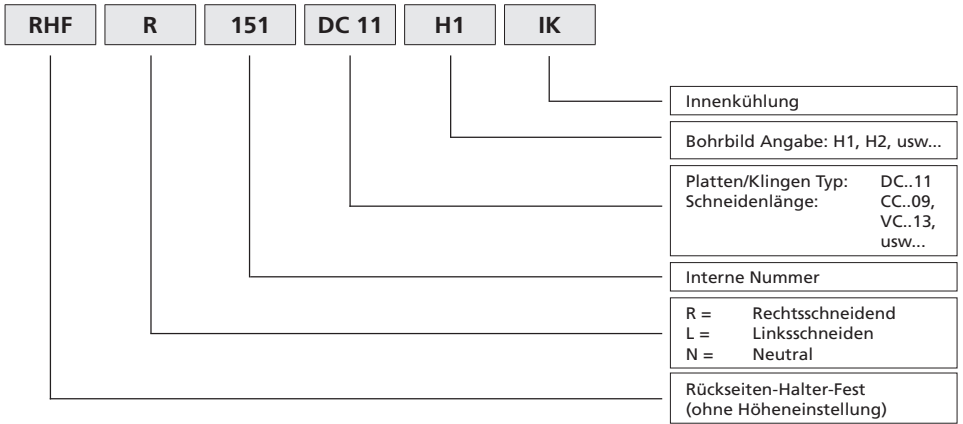 RHF R 151 DC 11 H1 IK
Innenkühlung
Bohrbild Angabe: H1, H2, usw...
Platten/Klingen Typ: DC..11
Schneidenlänge: CC..09,
VC..13,
usw...
Interne Nummer
R = Rechtsschneidend
L = Linksschneiden
N = Neutral
Rückseiten-Halter-Fest
(ohne Höheneinstellung)